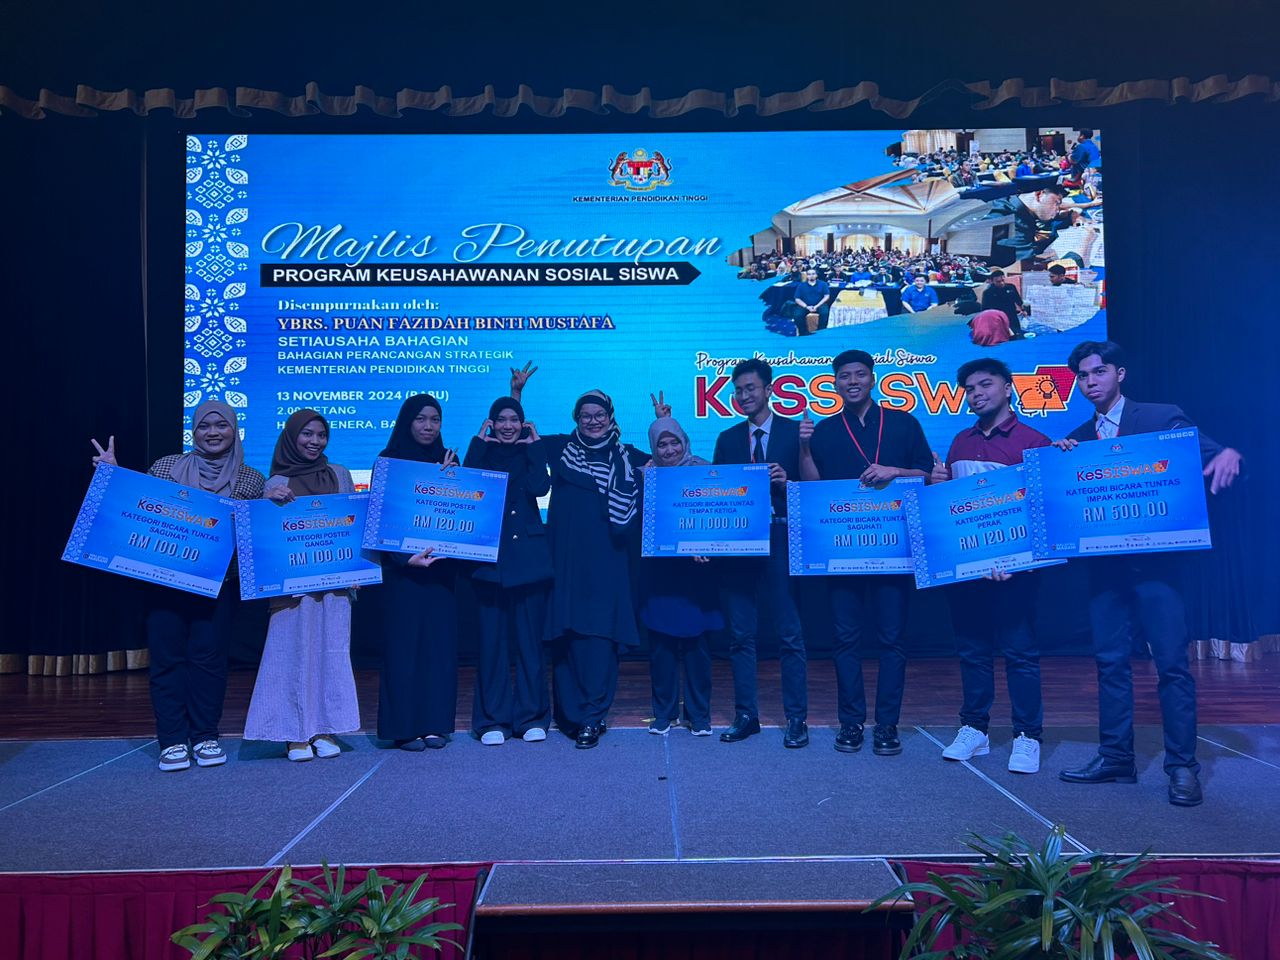 KEMENTERIAN PENDIDIKAN TINGGI
Majlis Penutupan
PROGRAM KEUSAHAWANAN SOSIAL SISWA
Disempurnakan oleh:
YBRS. PUAN FAZIDAH BINTI MUSTAFA
SETIAUSAHA BAHAGIAN
BAHAGIAN PERANCANGAN STRATEGIK
KEMENTERIAN PENDIDIKAN TINGGI
13 NOVEMBER 2024
2.00
Program Keusahawanan Sosial Siswa
KeSSISWA
KeSSISWA
KATEGORI BICARA TUNTAS
SAGUHATI
RM 100.00
KeSSISWA
KATEGORI POSTER
GANGSA
RM 100.00
KeSSISWA
KATEGORI POSTER
PERAK
RM 120.00
KeSSISWA
KATEGORI BICARA TUNTAS
TEMPAT KETIGA
RM 1,000.00
KeSSISWA
KATEGORI BICARA TUNTAS
SAGUHATI
RM 100.00
KeSSISWA
KATEGORI POSTER
PERAK
RM 120.00
KeSSISWA
KATEGORI BICARA TUNTAS
IMPAK KOMUNITI
RM 500.00